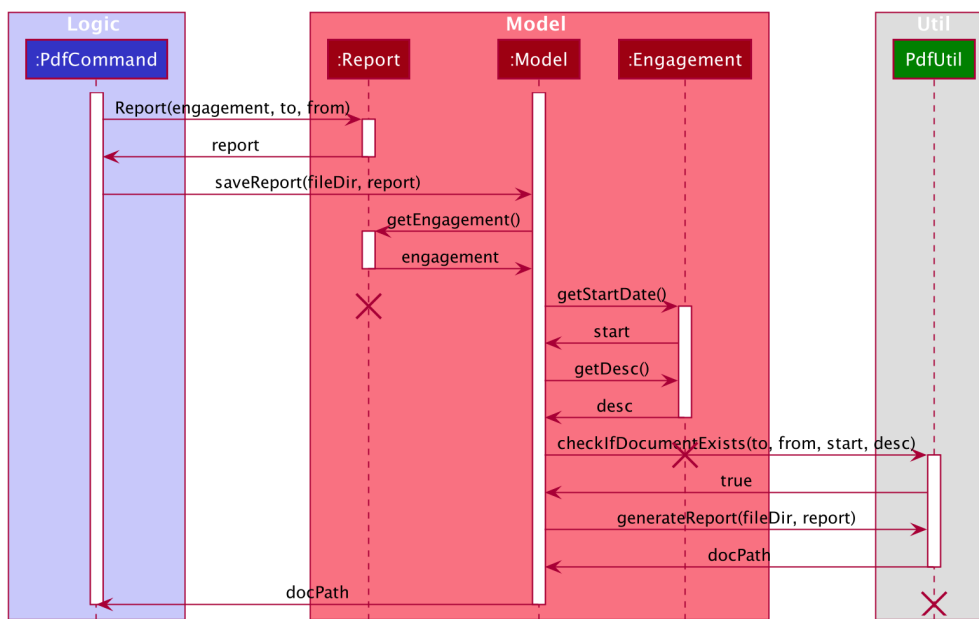 Logic
Model
Util
:PdfCommand
:Report
:Model
:Engagement
PdfUtil
Report(engagement, to, from)
report
saveReport(fileDir, report)
getEngagement()
engagement
getStartDate()
start
getDesc()
desc
checkIfDocumentExists(to, from, start, desc)
true
generateReport(fileDir, report)
docPath
docPath